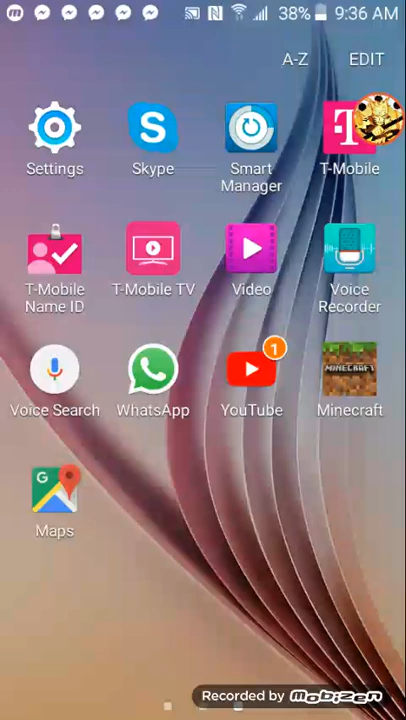 38% 9:36 AM
A-Z EDIT
Settings Skype Smart Manager T-Mobile
T-Mobile Name ID T-Mobile TV Video Voice Recorder
1
MINECRAFT
Voice Search WhatsApp YouTube Minecraft
G
Maps
Recorded by Mobizen